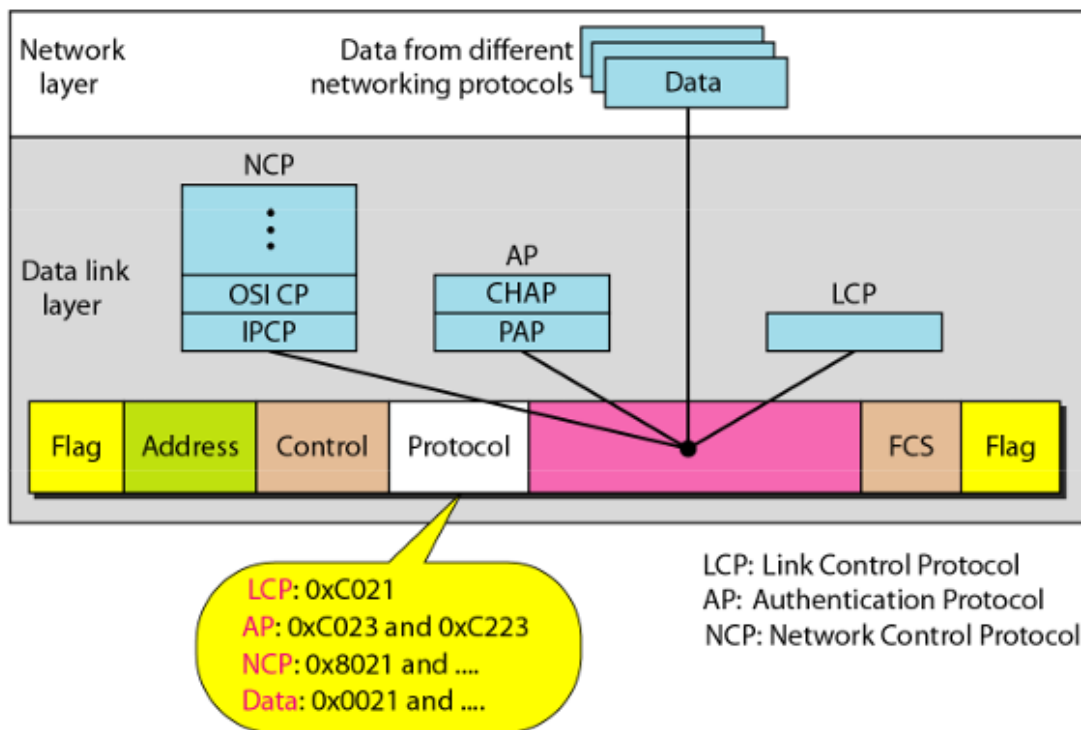 Network
layer
Data from different
networking protocols
Data
NCP
Data link
layer
OSI CP
IPCP
AP
CHAP
PAP
LCP
Flag Address Control Protocol FCS Flag
LCP: 0xC021
AP: 0xC023 and 0xC223
NCP: 0x8021 and ....
Data: 0x0021 and ....
LCP: Link Control Protocol
AP: Authentication Protocol
NCP: Network Control Protocol